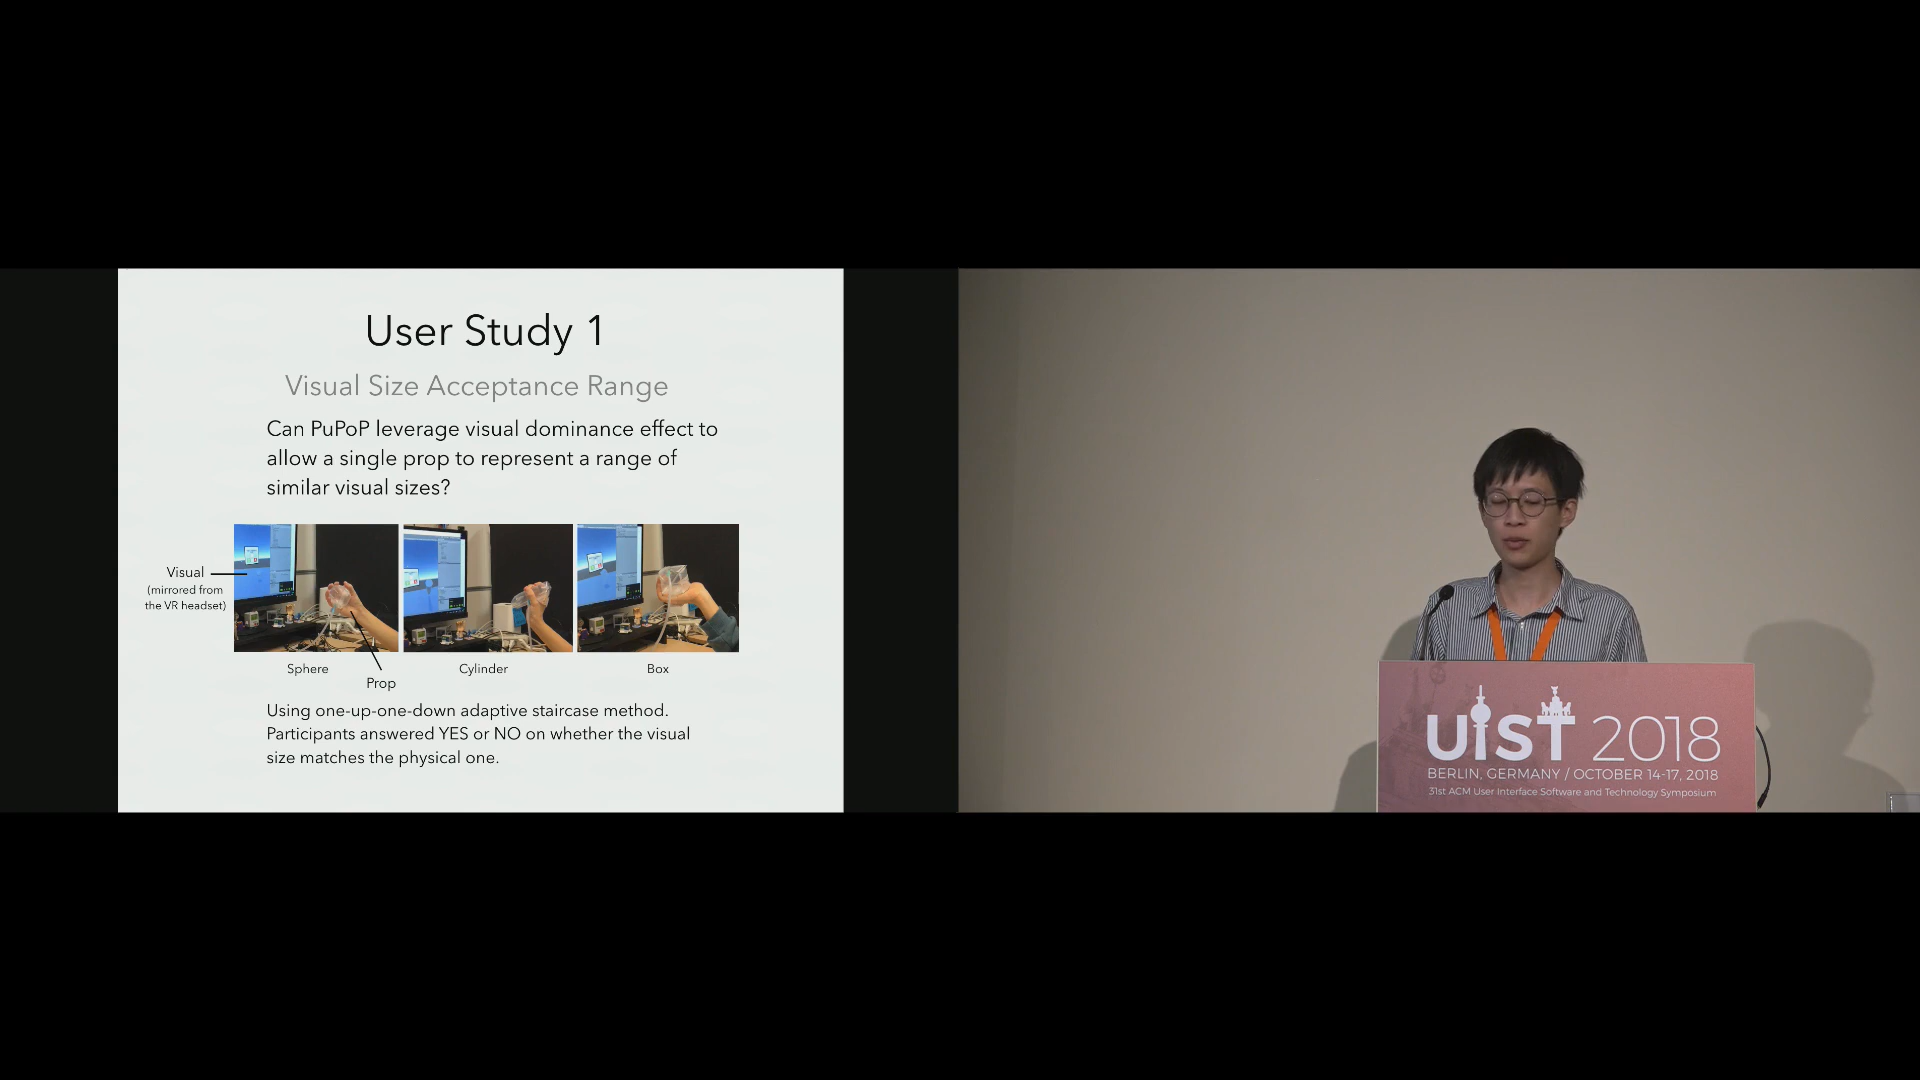 User Study 1
Visual Size Acceptance Range
Can PuPoP leverage visual dominance effect to
allow a single prop to represent a range of
similar visual sizes?
Visual
(mirrored from
the VR headset)
Sphere
Cylinder
Box
Prop
Using one-up-one-down adaptive staircase method.
Participants answered YES or NO on whether the visual
size matches the physical one.
UIST 2018
BERLIN, GERMANY / OCTOBER 14-17, 2018
31st ACM User Interface Software and Technology Symposium